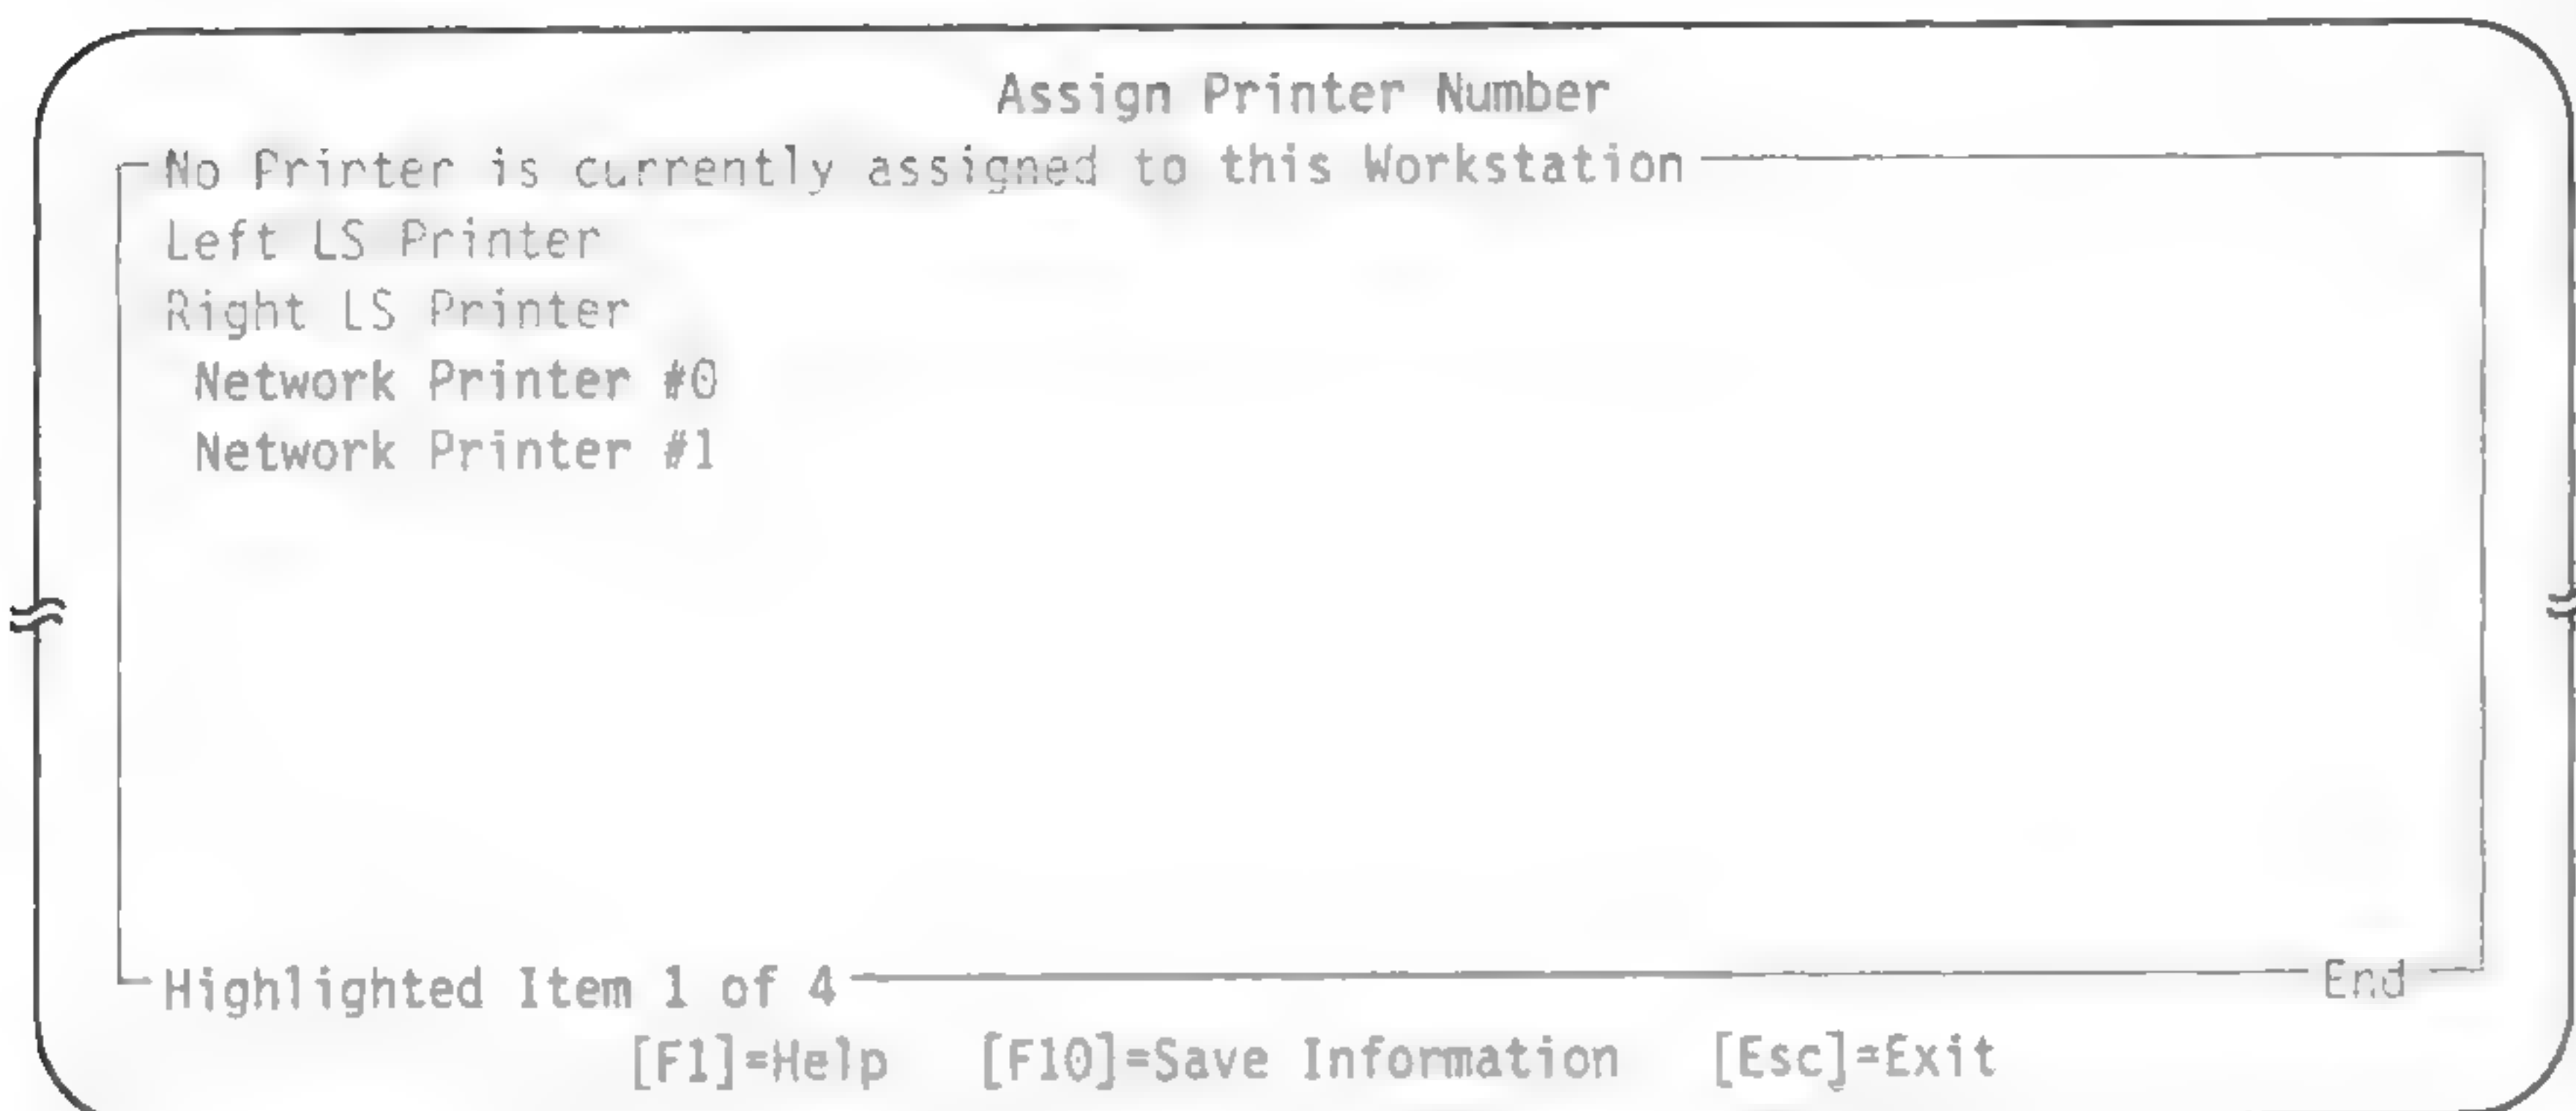 Assign Printer Number
No Printer is currently assigned to this Workstation
Left LS Printer
Right LS Printer
Network Printer #0
Network Printer #1
Highlighted Item 1 of 4
End
[F1]=Help [F10]=Save Information [Esc]=Exit